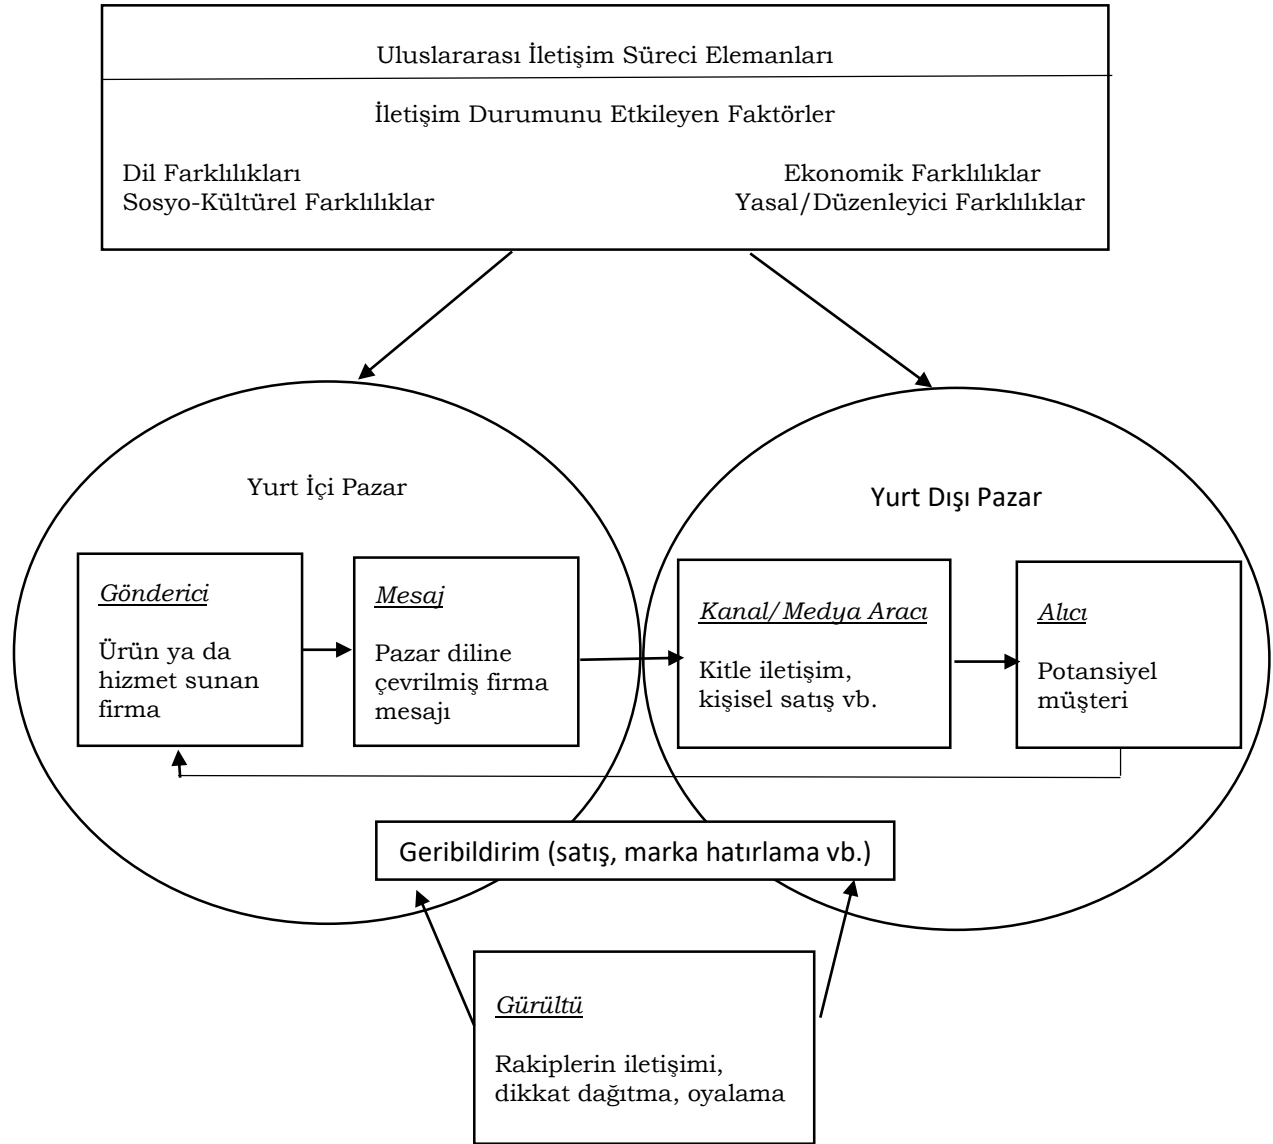 Uluslararası İletişim Süreci Elemanları
İletişim Durumunu Etkileyen Faktörler
Dil Farklılıkları
Sosyo-Kültürel Farklılıklar
Ekonomik Farklılıklar
Yasal/Düzenleyici Farklılıklar
Yurt İçi Pazar
Yurt Dışı Pazar
Gönderici
Ürün ya da
hizmet sunan
firma
Mesaj
Pazar diline
çevrilmiş firma
mesajı
Kanal/Medya Aracı
Kitle iletişim,
kişisel satış vb.
Alıcı
Potansiyel
müşteri
Geribildirim (satış, marka hatırlama vb.)
Gürültü
Rakiplerin iletişimi,
dikkat dağıtma, oyalama